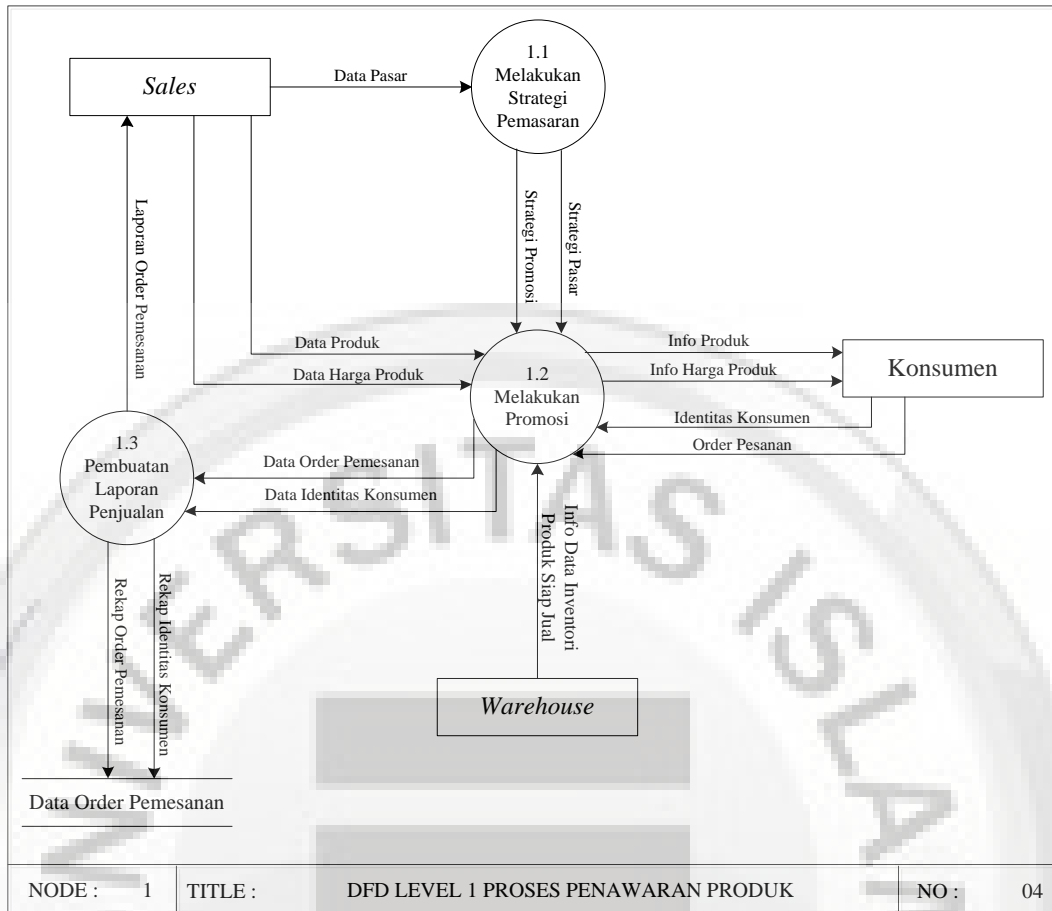 Sales
Data Pasar
1.1
Melakukan
Strategi
Pemasaran
Laporan Order Pemesanan
Strategi Promosi
Strategi Pasar
Data Produk
Data Harga Produk
1.2
Melakukan
Promosi
Info Produk
Info Harga Produk
Konsumen
Identitas Konsumen
Order Pesanan
1.3
Pembuatan
Laporan
Penjualan
Data Order Pemesanan
Data Identitas Konsumen
Info Data Inventori
Produk Siap Jual
Rekap Order Pemesanan
Rekap Identitas Konsumen
Warehouse
Data Order Pemesanan
UNIVERSITAS ISLA
NODE : 1 TITLE : DFD LEVEL 1 PROSES PENAWARAN PRODUK NO : 04